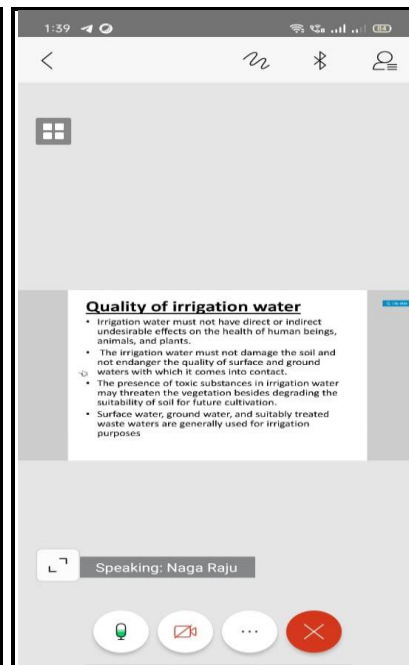 1:39
84
Quality of irrigation water
• Irrigation water must not have direct or indirect
undesirable effects on the health of human beings,
animals, and plants.
• The irrigation water must not damage the soil and
not endanger the quality of surface and ground
waters with which it comes into contact.
• The presence of toxic substances in irrigation water
may threaten the vegetation besides degrading the
suitability of soil for future cultivation.
• Surface water, ground water, and suitably treated
waste waters are generally used for irrigation
purposes
Speaking: Naga Raju